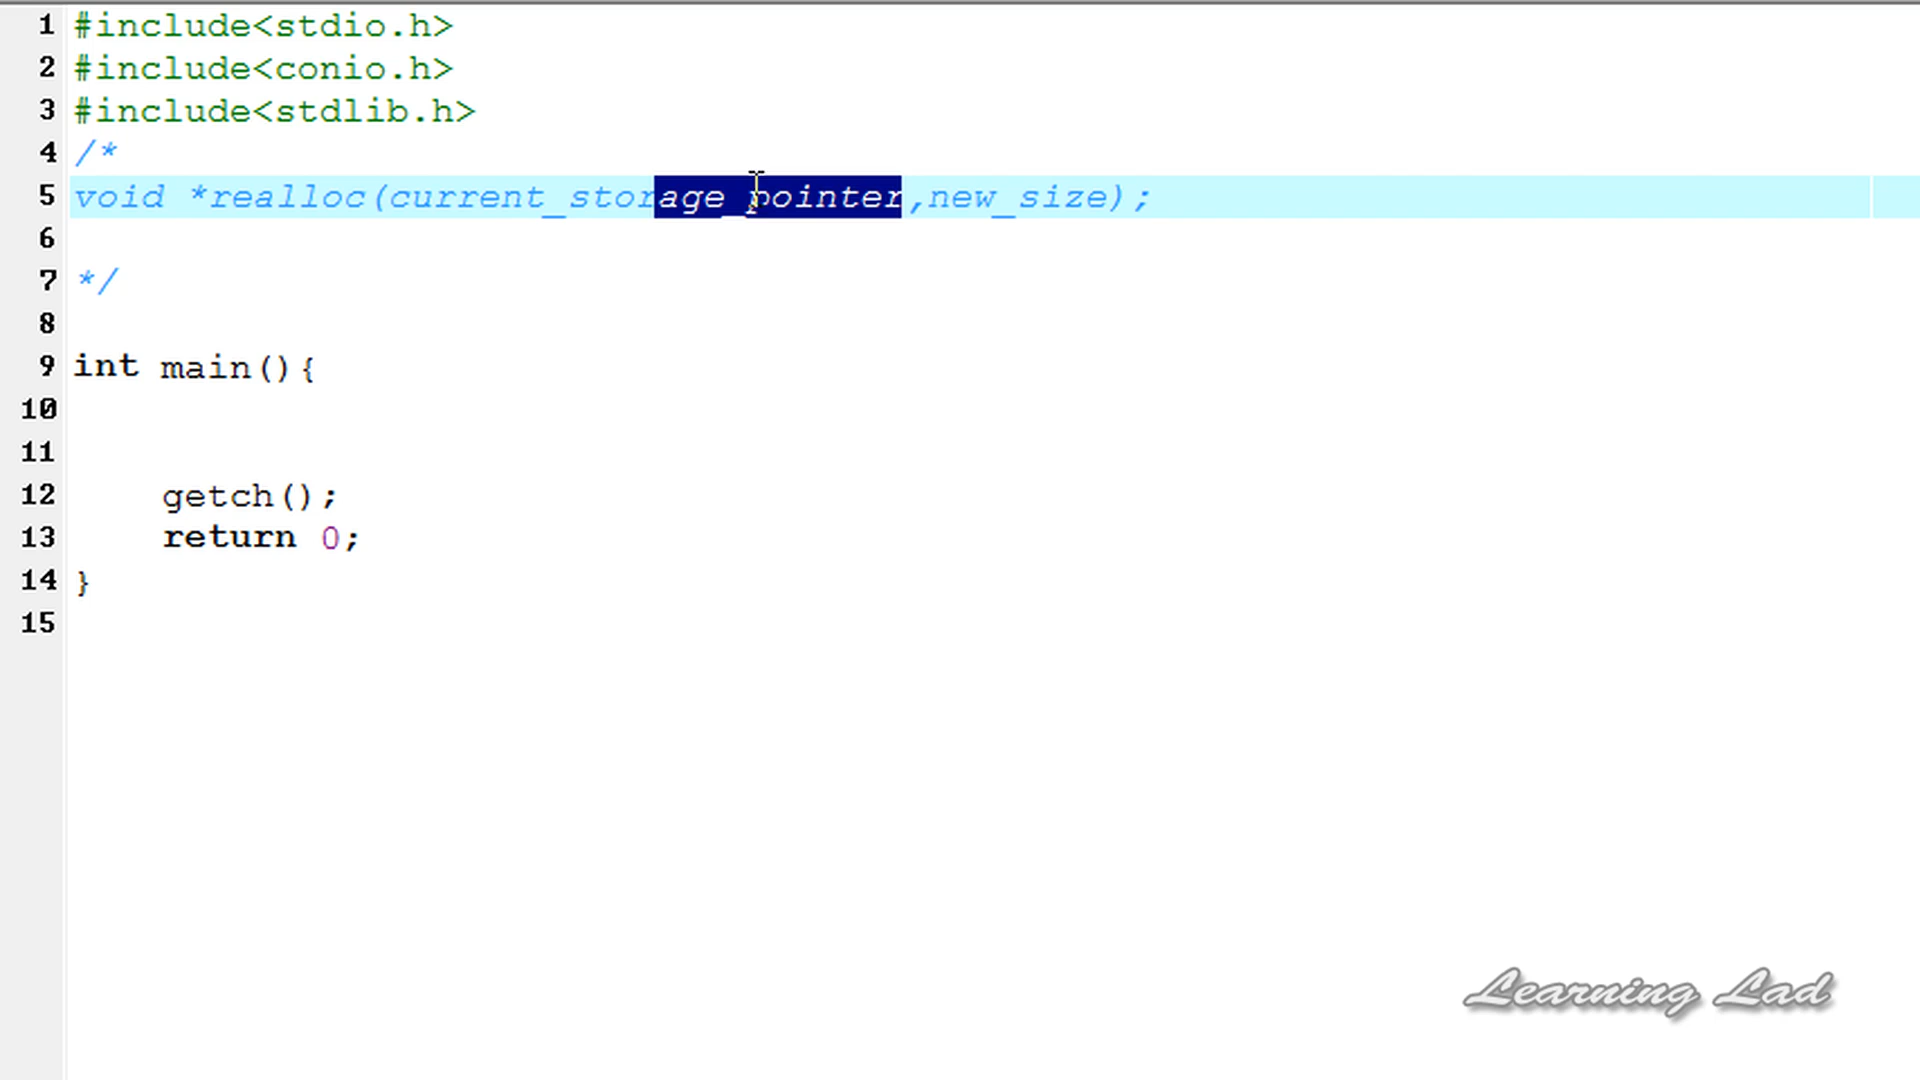 1 #include<stdio.h>
2 #include<conio.h>
3 #include<stdlib.h>
4 /*
5 void *realloc(current_storage_pointer,new_size);
6
7 */
8
9 int main(){
10
11
12 getch();
13 return 0;
14 }
15
Learning Lad